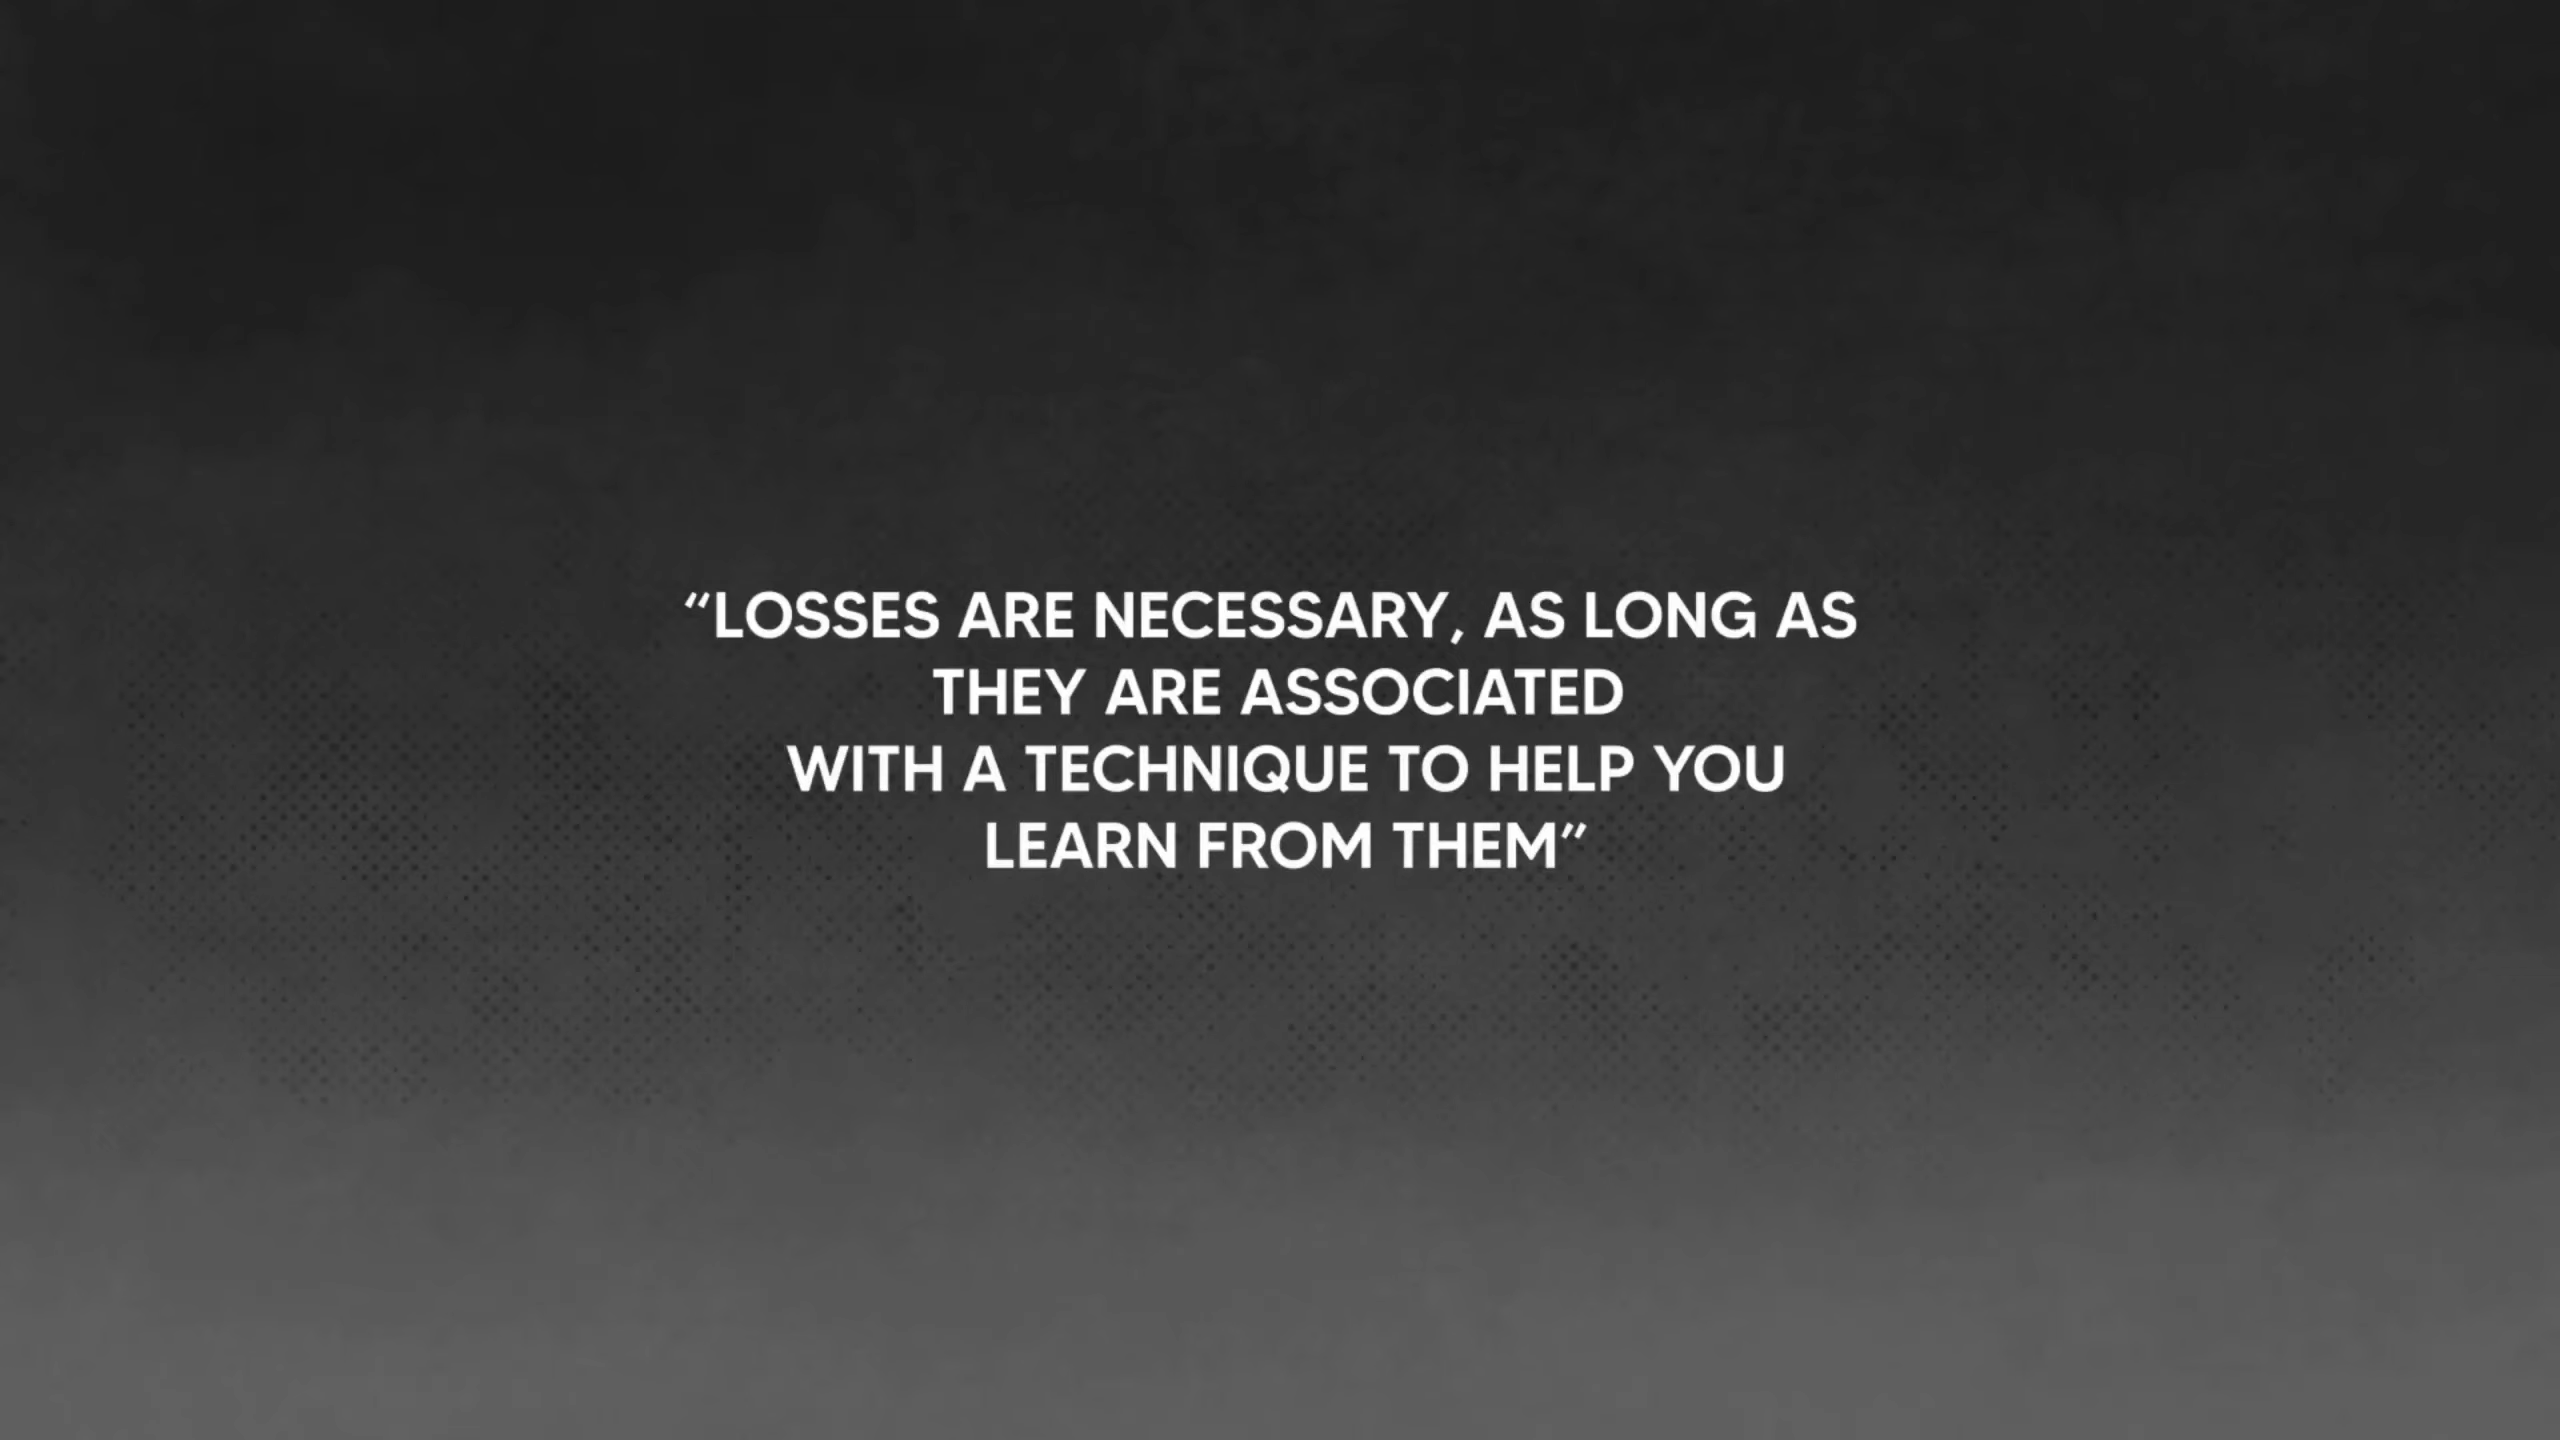 “LOSSES ARE NECESSARY, AS LONG AS
THEY ARE ASSOCIATED
WITH A TECHNIQUE TO HELP YOU
LEARN FROM THEM”